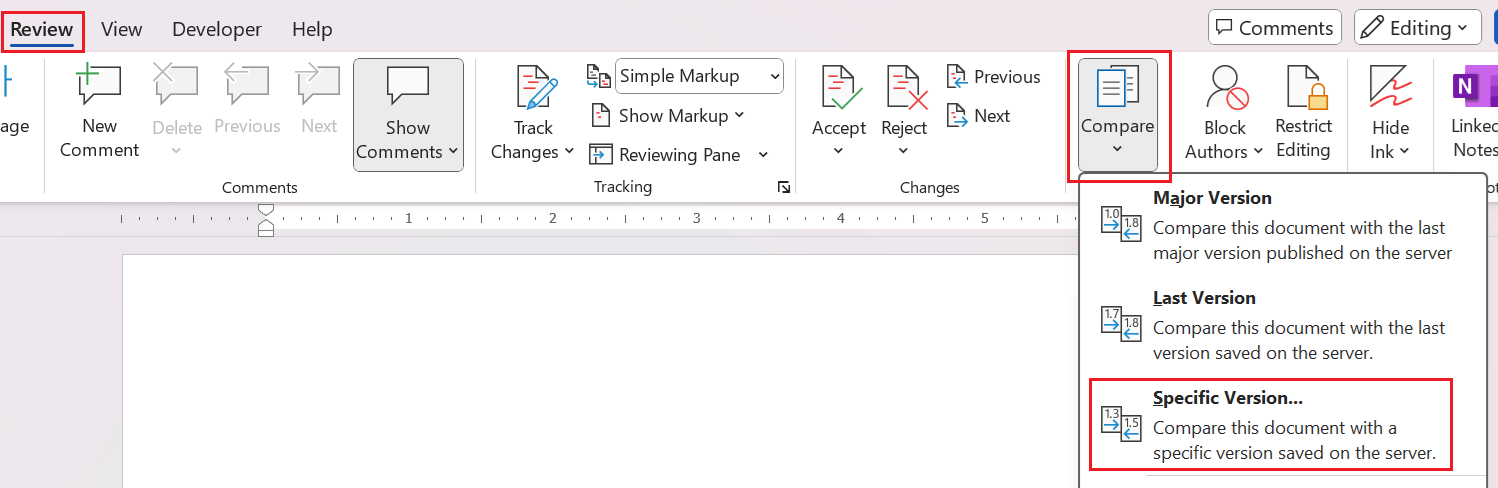 Review View Developer Help Comments Editing
New Comment
Delete
Previous
Next
Show Comments
Comments
Track Changes
Simple Markup
Show Markup
Reviewing Pane
Tracking
Accept
Reject
Previous
Next
Changes
Compare
Block Authors
Restrict Editing
Hide Ink
Linked
Notes
age
1 2 3 4 5
Major Version
1.0 1.8
Compare this document with the last
major version published on the server
Last Version
1.7 1.8
Compare this document with the last
version saved on the server.
Specific Version...
1.3 1.5
Compare this document with a
specific version saved on the server.